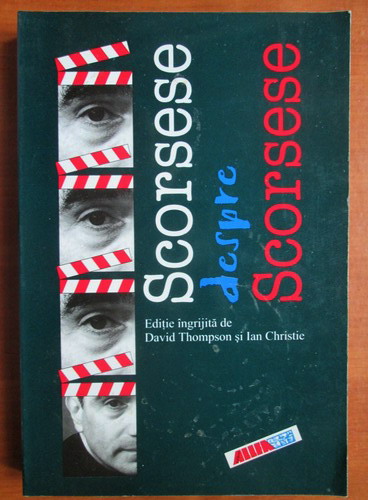 Scorsese
despre
Scorsese
Ediție îngrijită de
David Thompson și Ian Christie
ALLFA